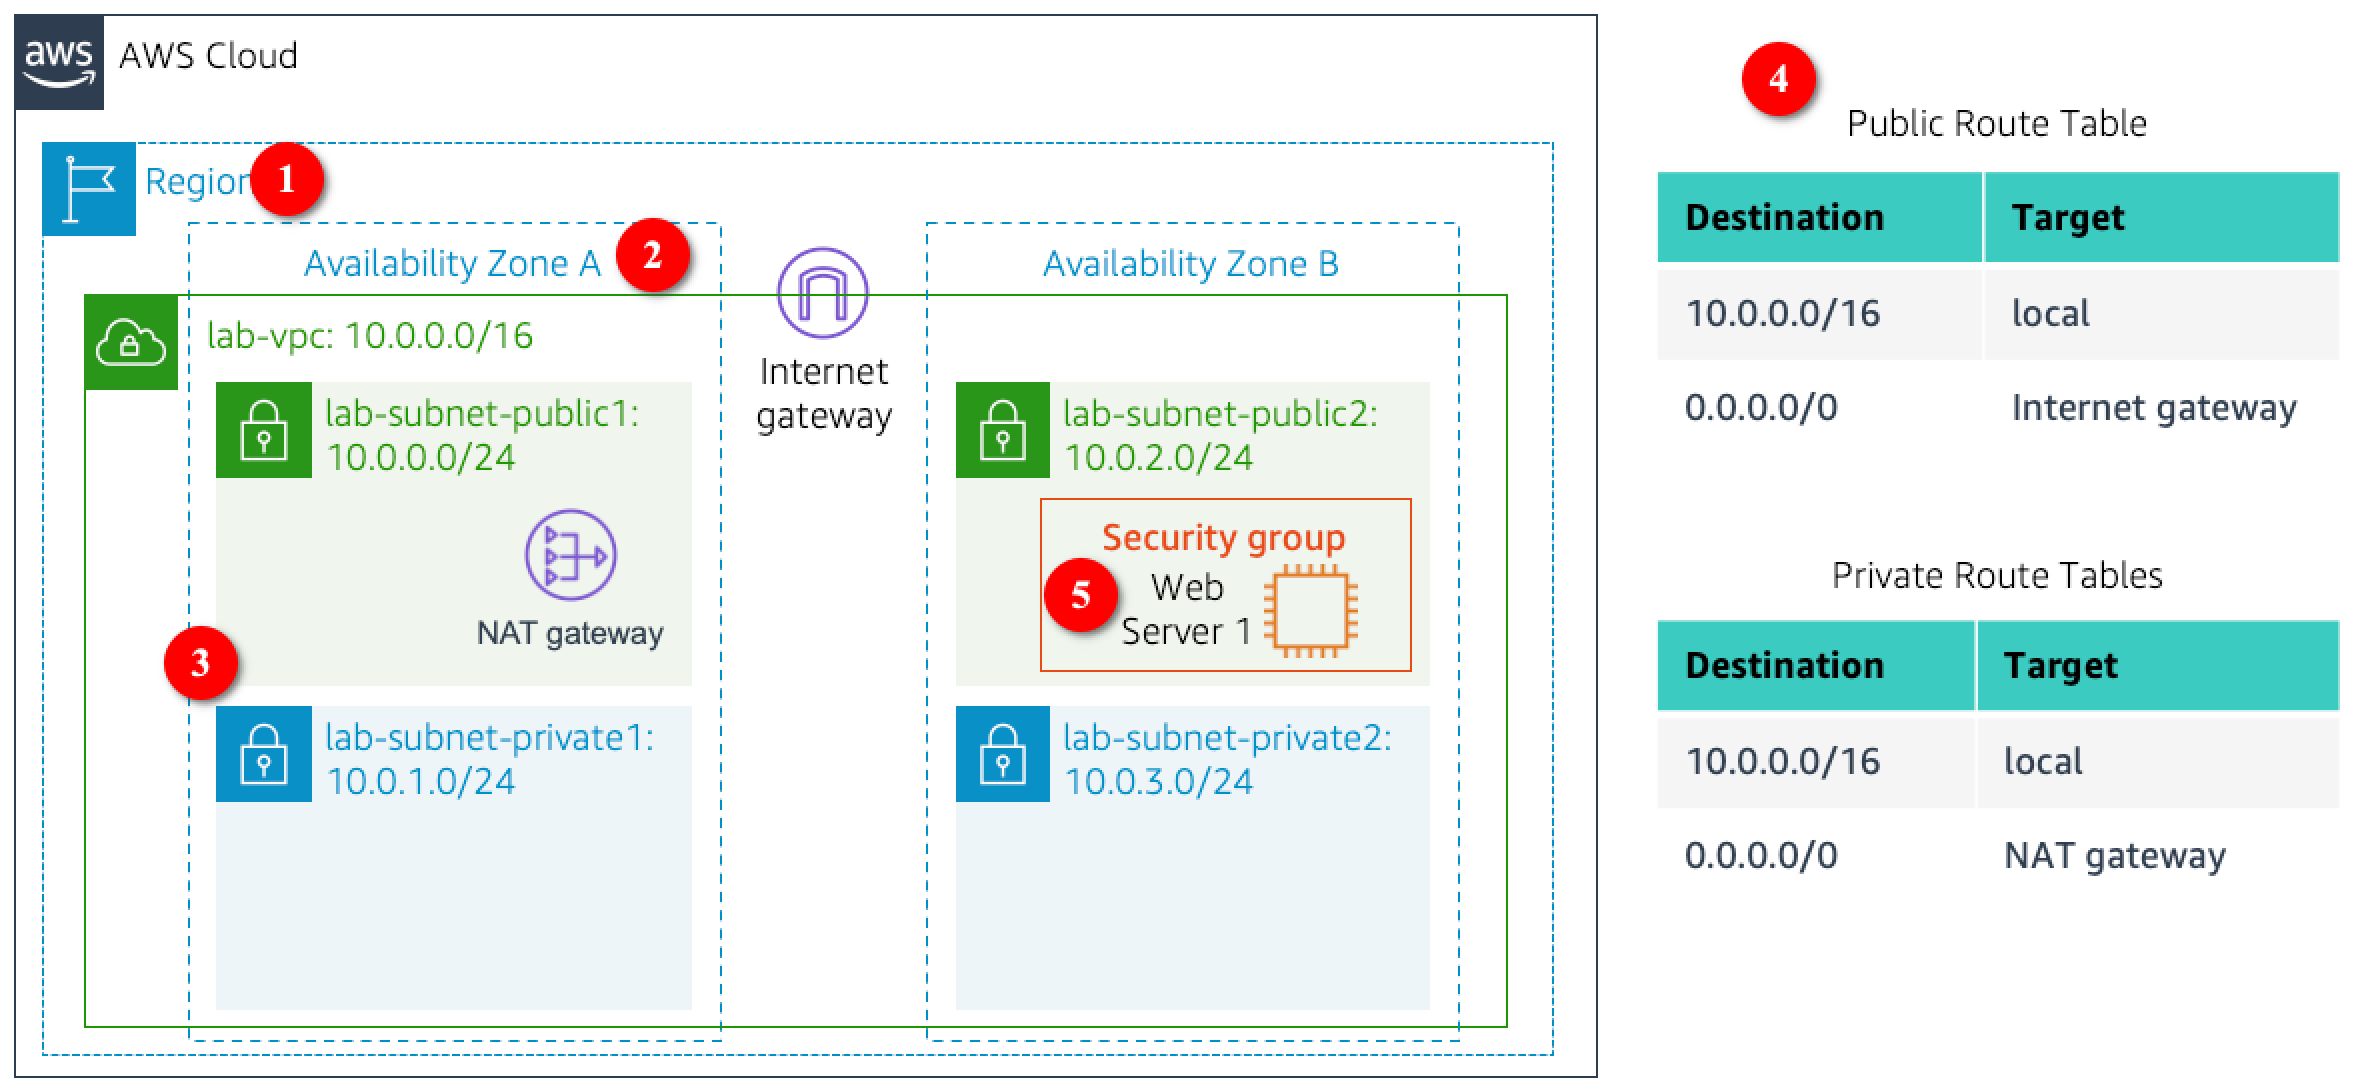 aws
AWS Cloud
Region
1
Availability Zone A
2
Availability Zone B
lab-vpc: 10.0.0.0/16
Internet
gateway
lab-subnet-public1:
10.0.0.0/24
NAT gateway
3
lab-subnet-public2:
10.0.2.0/24
Security group
5
Web
Server 1
lab-subnet-private1:
10.0.1.0/24
lab-subnet-private2:
10.0.3.0/24
4
Public Route Table
Destination Target
10.0.0.0/16 local
0.0.0.0/0 Internet gateway
Private Route Tables
Destination Target
10.0.0.0/16 local
0.0.0.0/0 NAT gateway